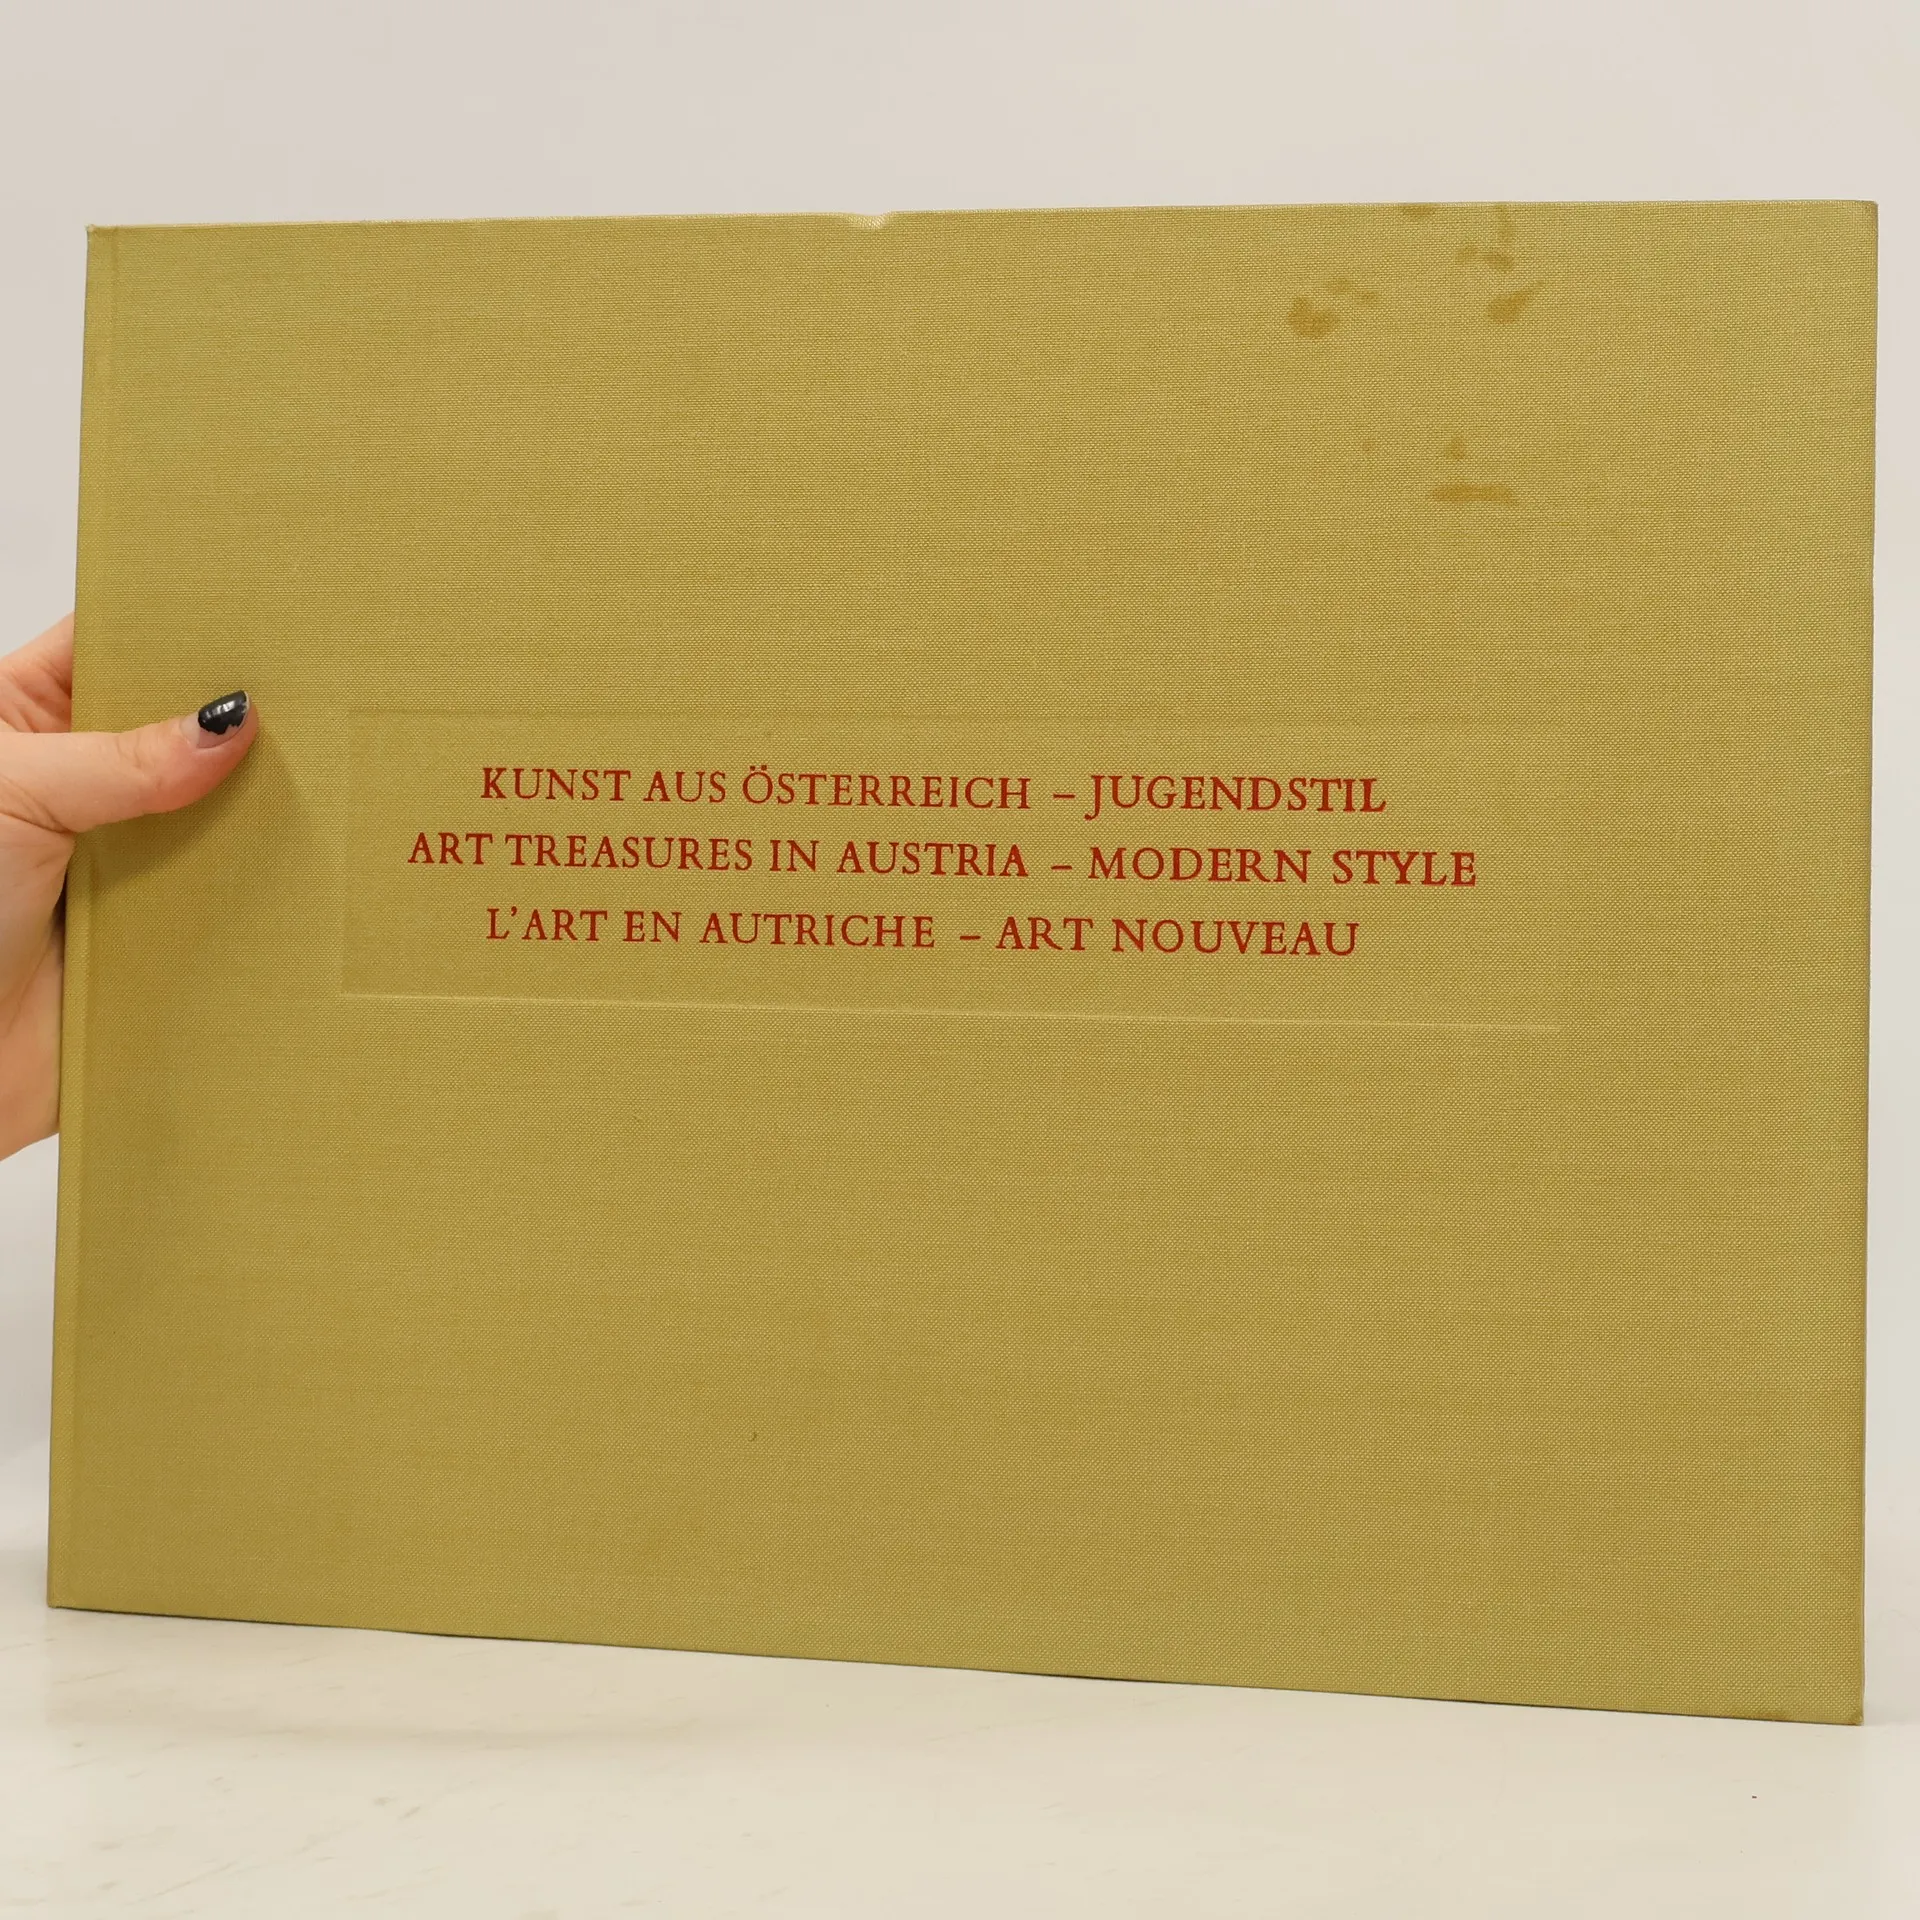 KUNST AUS ÖSTERREICH – JUGENDSTIL
ART TREASURES IN AUSTRIA – MODERN STYLE
L'ART EN AUTRICHE – ART NOUVEAU